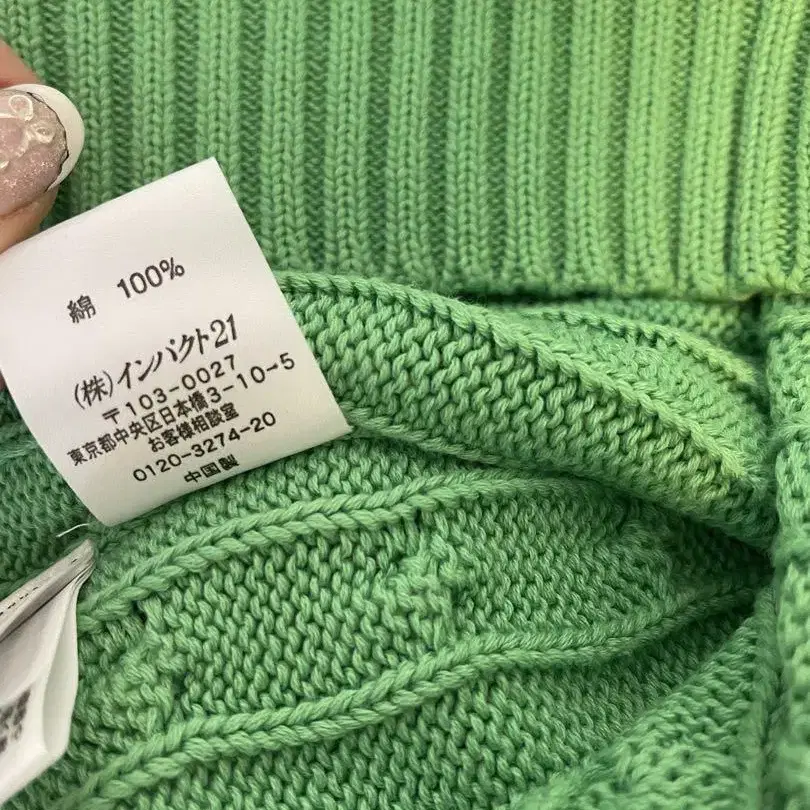 綿 100%
(株)インパクト21
〒103-0027
東京都中央区日本橋3-10-5
お客様相談室
0120-3274-20
中国製